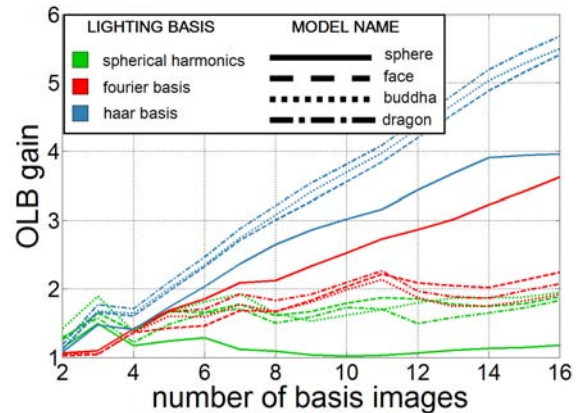 6
5
4
3
2
1
OLB gain
LIGHTING BASIS
spherical harmonics
fourier basis
haar basis
MODEL NAME
sphere
face
buddha
dragon
2 4 6 8 10 12 14 16
number of basis images